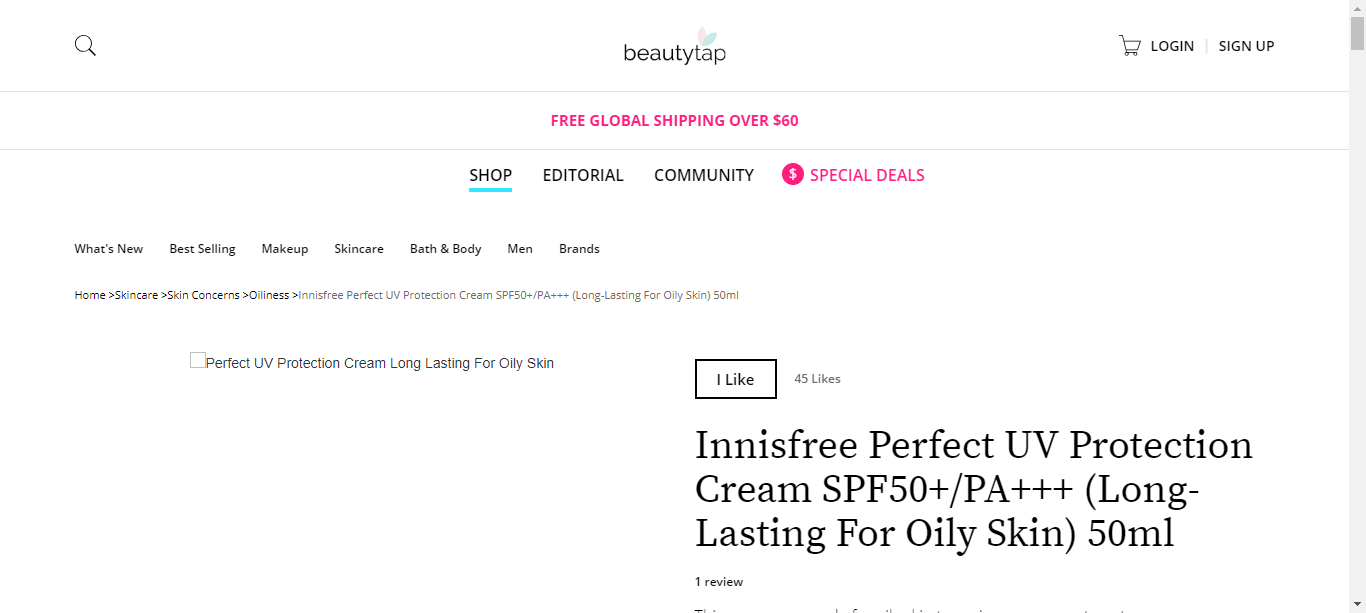 beautytap
LOGIN | SIGN UP
FREE GLOBAL SHIPPING OVER $60
SHOP EDITORIAL COMMUNITY $ SPECIAL DEALS
What's New Best Selling Makeup Skincare Bath & Body Men Brands
Home >Skincare >Skin Concerns >Oiliness >Innisfree Perfect UV Protection Cream SPF50+/PA+++ (Long-Lasting For Oily Skin) 50ml
Perfect UV Protection Cream Long Lasting For Oily Skin
I Like 45 Likes
Innisfree Perfect UV Protection
Cream SPF50+/PA+++ (Long-
Lasting For Oily Skin) 50ml
1 review